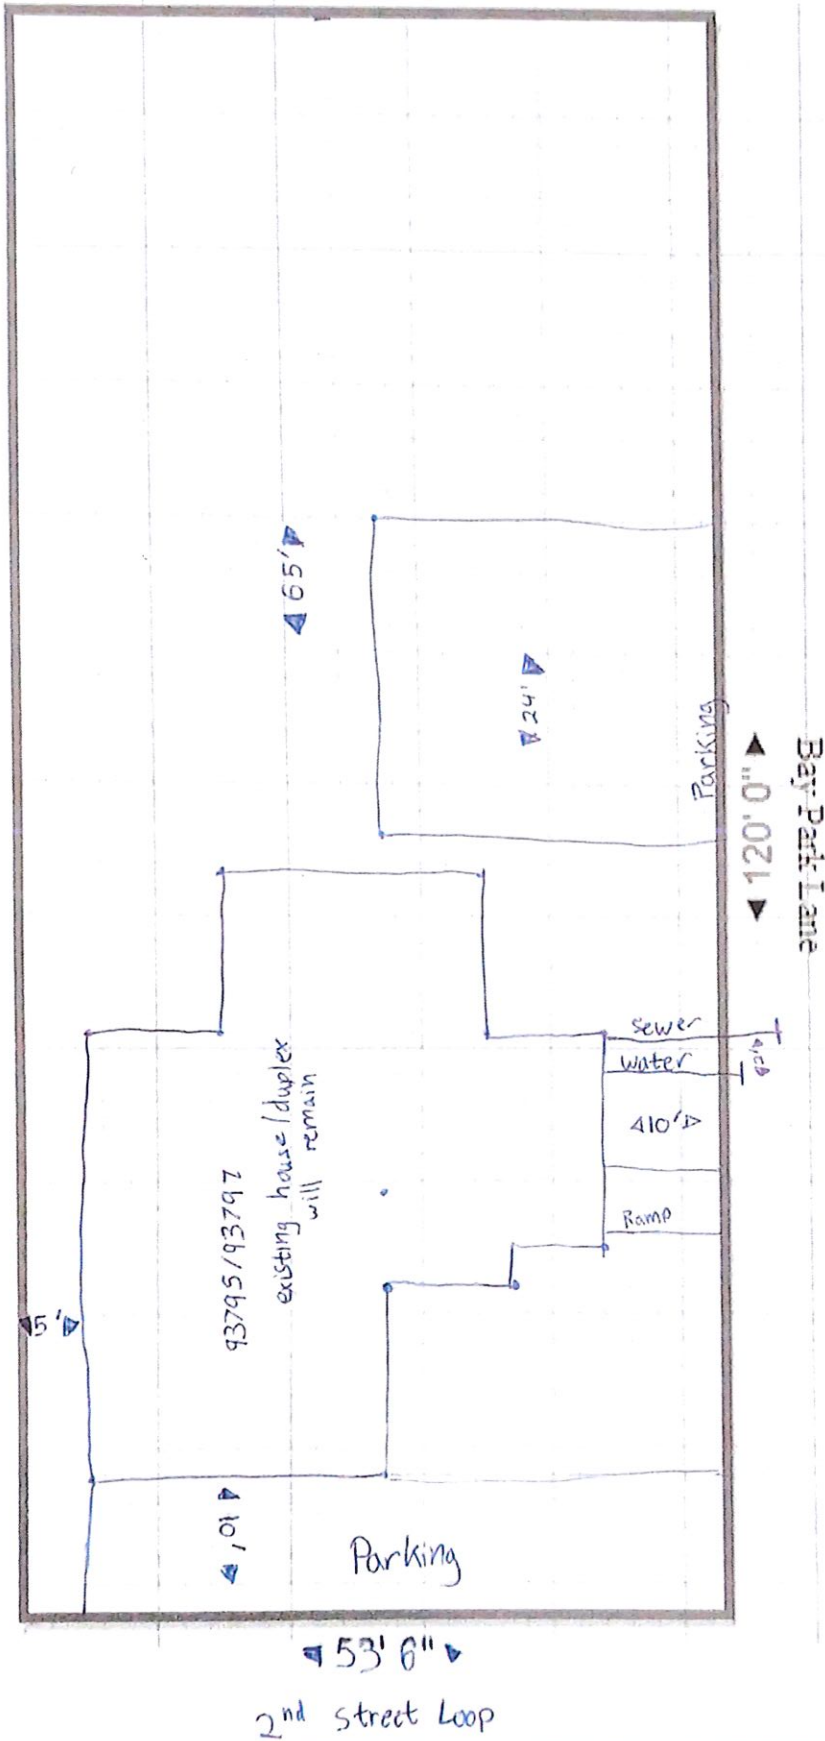 65'
24'
Parking
120' 0"
Bay Park Lane
sewer
water
10'
Ramp
existing house/duplex
will remain
93795/93797
5'
10'
Parking
53' 6"
2nd Street Loop